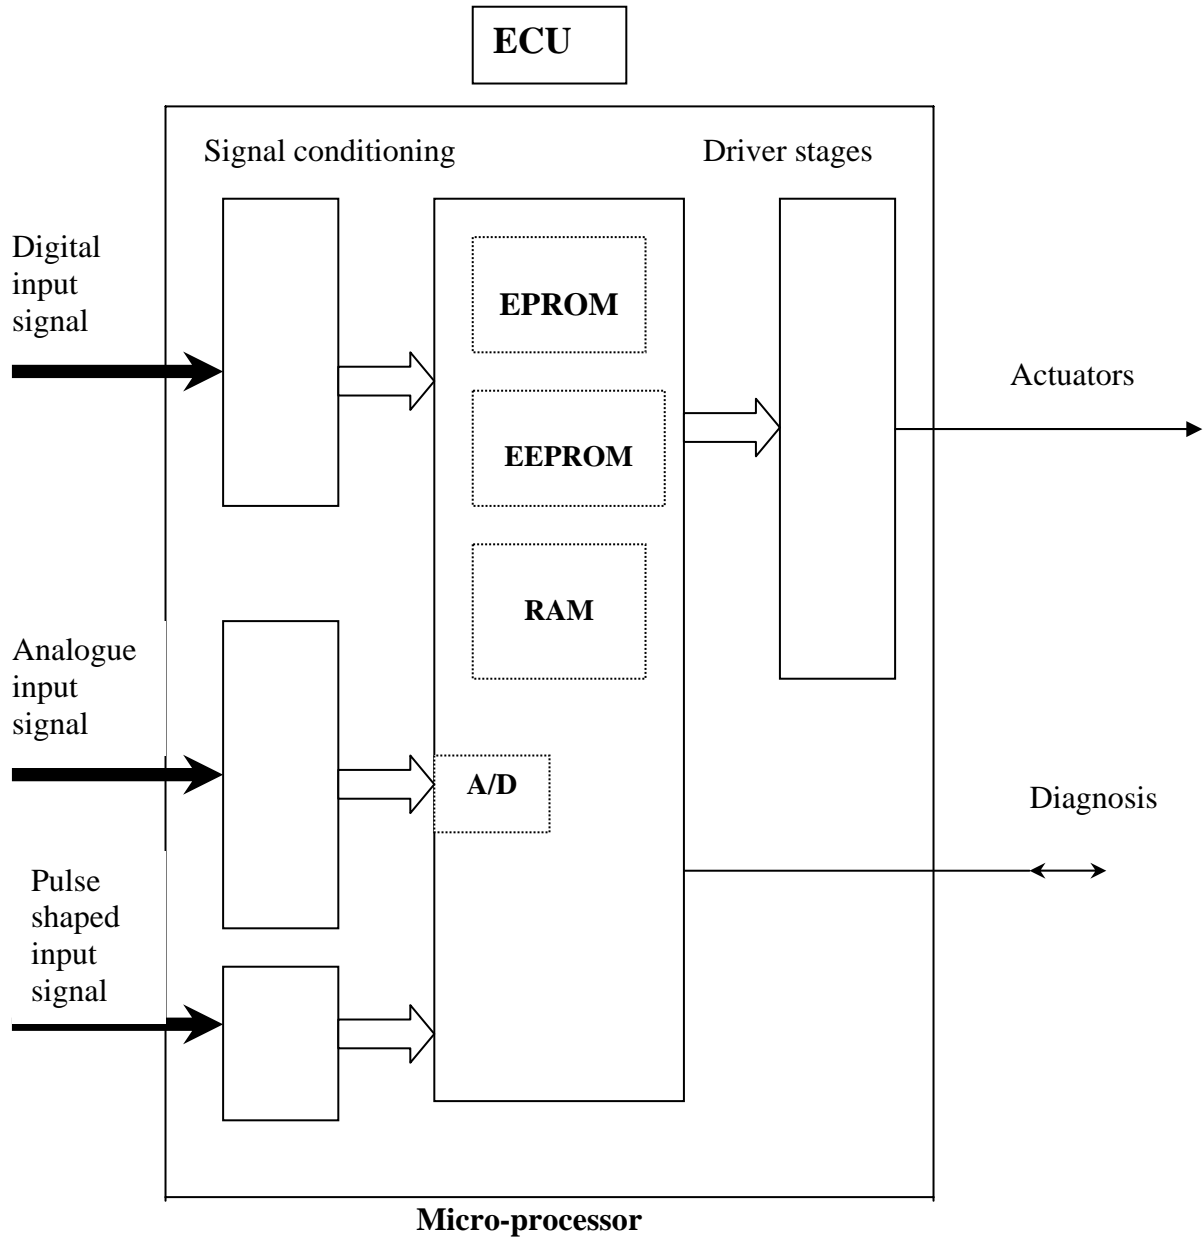 ECU
Signal conditioning
Driver stages
Digital
input
signal
EPROM
Actuators
EEPROM
RAM
Analogue
input
signal
A/D
Diagnosis
Pulse
shaped
input
signal
Micro-processor